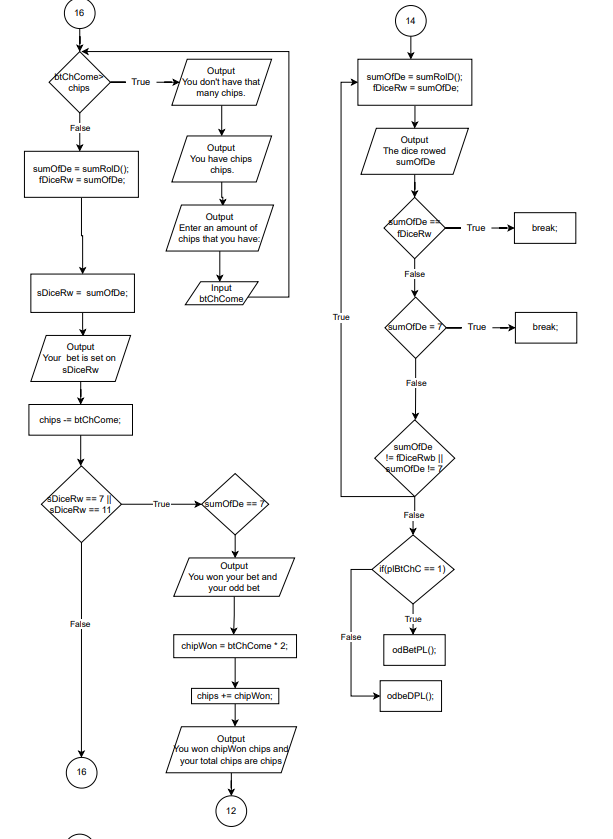 16
btChCome>
chips
True
Output
You don't have that
many chips.
False
Output
You have chips
chips.
sumOfDe = sumRolD();
fDiceRw = sumOfDe;
Output
Enter an amount of
chips that you have:
Input
btChCome
sDiceRw = sumOfDe;
Output
Your bet is set on
sDiceRw
chips -= btChCome;
sDiceRw == 7 ||
sDiceRw == 11
True
sumOfDe == 7
Output
You won your bet and
your odd bet
False
chipWon = btChCome * 2;
chips += chipWon;
Output
You won chipWon chips and
your total chips are chips
16
12
14
sumOfDe = sumRolD();
fDiceRw = sumOfDe;
Output
The dice rowed
sumOfDe
sumOfDe ==
fDiceRw
True
break;
False
sumOfDe = 7
True
break;
True
False
sumOfDe
!= fDiceRwb ||
sumOfDe != 7
False
if(plBtChC == 1)
True
False
odBetPL();
odbeDPL();